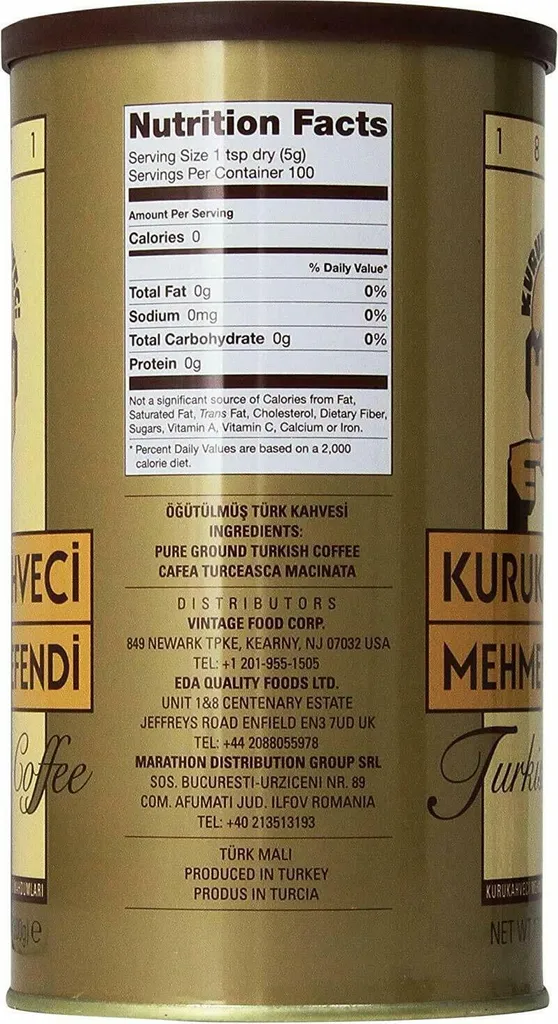 Nutrition Facts
Serving Size 1 tsp dry (5g)
Servings Per Container 100
Amount Per Serving
Calories 0
% Daily Value*
Total Fat 0g 0%
Sodium 0mg 0%
Total Carbohydrate 0g 0%
Protein 0g
Not a significant source of Calories from Fat,
Saturated Fat, Trans Fat, Cholesterol, Dietary Fiber,
Sugars, Vitamin A, Vitamin C, Calcium or Iron.
* Percent Daily Values are based on a 2,000
calorie diet.
ÖĞÜTÜLMÜŞ TÜRK KAHVESİ
INGREDIENTS:
PURE GROUND TURKISH COFFEE
CAFEA TURCEASCA MACINATA
DISTRIBUTORS
VINTAGE FOOD CORP.
849 NEWARK TPKE, KEARNY, NJ 07032 USA
TEL: +1 201-955-1505
EDA QUALITY FOODS LTD.
UNIT 1&8 CENTENARY ESTATE
JEFFREYS ROAD ENFIELD EN3 7UD UK
TEL: +44 2088055978
MARATHON DISTRIBUTION GROUP SRL
SOS. BUCURESTI-URZICENI NR. 89
COM. AFUMATI JUD. ILFOV ROMANIA
TEL: +40 213513193
TÜRK MALI
PRODUCED IN TURKEY
PRODUS IN TURCIA
1
HVECİ
FENDİ
Coffee
1 8
KURUK
MEHME
Turkis
NET WT